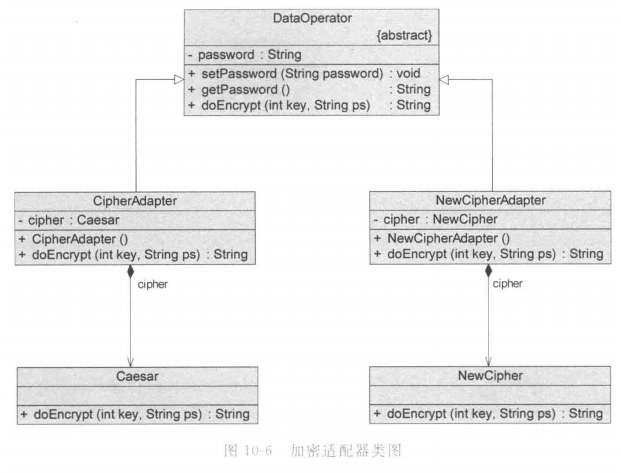 DataOperator
{abstract}
- password : String
+ setPassword (String password) : void
+ getPassword () : String
+ doEncrypt (int key, String ps) : String
CipherAdapter
- cipher : Caesar
+ CipherAdapter ()
+ doEncrypt (int key, String ps) : String
NewCipherAdapter
- cipher : NewCipher
+ NewCipherAdapter ()
+ doEncrypt (int key, String ps) : String
cipher
cipher
Caesar
+ doEncrypt (int key, String ps) : String
NewCipher
+ doEncrypt (int key, String ps) : String
图 10-6 加密适配器类图